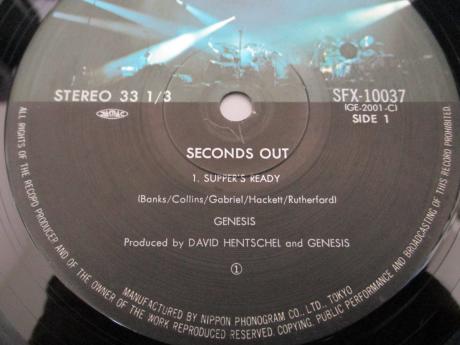 STEREO 33 1/3
SFX-10037
(GE-2001-C)
SIDE 1
SECONDS OUT
1. SUPPER'S READY
(Banks/Collins/Gabriel/Hackett/Rutherford)
GENESIS
Produced by DAVID HENTSCHEL and GENESIS
1
ALL RIGHTS OF THE RECORD PRODUCER AND OF THE OWNER OF THE WORK REPRODUCED RESERVED. COPYING, PUBLIC PERFORMANCE AND BROADCASTING OF THIS RECORD PROHIBITED.
MANUFACTURED BY NIPPON PHONOGRAM CO., LTD., TOKYO